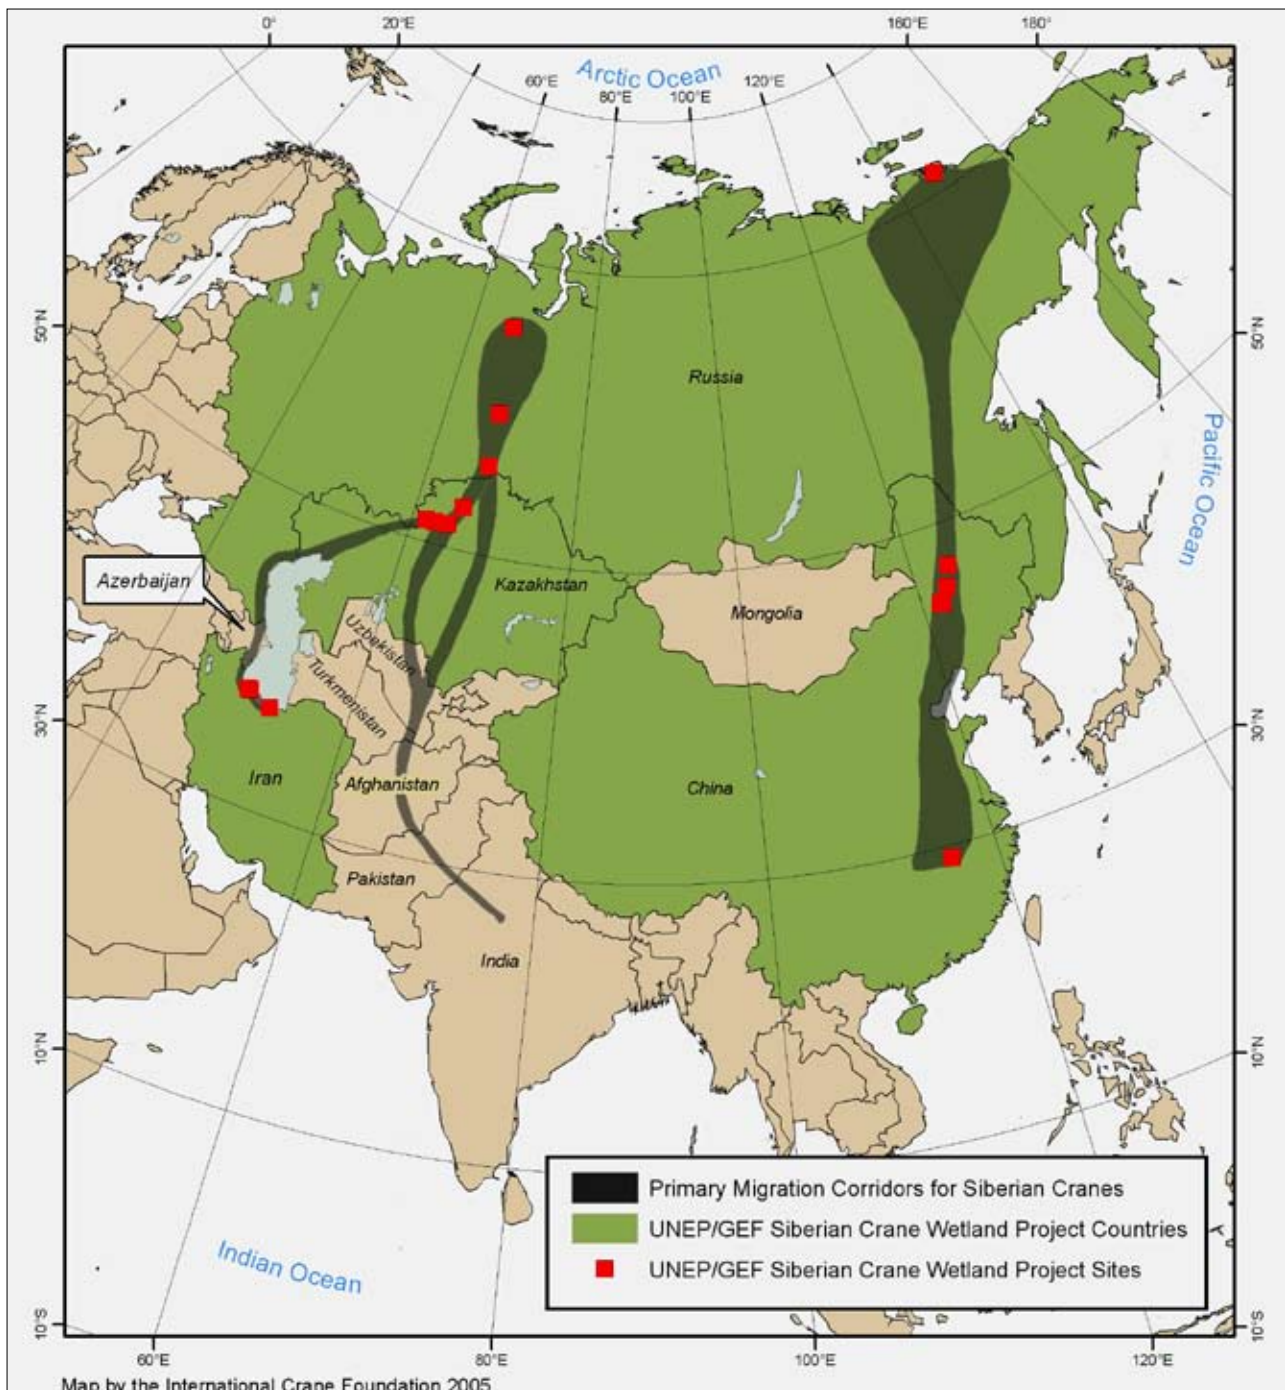 0°
20°E
160°E
180°
Arctic Ocean
60°E
80°E
100°E
120°E
50°N
50°N
Russia
Pacific Ocean
Azerbaijan
Kazakhstan
Mongolia
Uzbekistan
Turkmenistan
30°N
30°N
Iran
Afghanistan
China
Pakistan
India
10°N
10°N
Primary Migration Corridors for Siberian Cranes
UNEP/GEF Siberian Crane Wetland Project Countries
UNEP/GEF Siberian Crane Wetland Project Sites
Indian Ocean
10°S
10°S
60°E
80°E
100°E
120°E
Map by the International Crane Foundation 2005